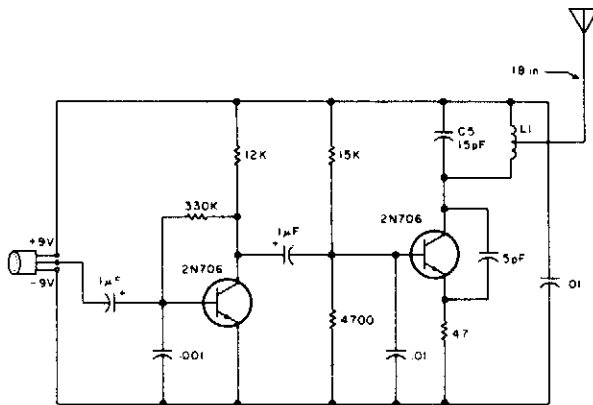 18 in
C5
15pF
L1
12K
15K
330K
2N706
+9V
1μF
+
5pF
1μF
+
2N706
-9V
.01
4700
47
.001
.01